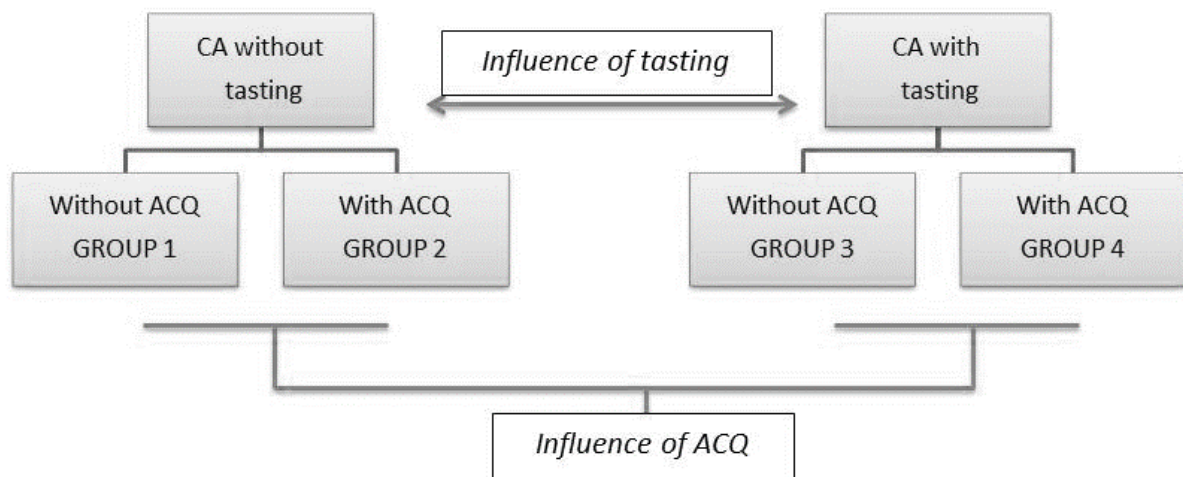 CA without
tasting
Influence of tasting
CA with
tasting
Without ACQ
GROUP 1
With ACQ
GROUP 2
Without ACQ
GROUP 3
With ACQ
GROUP 4
Influence of ACQ